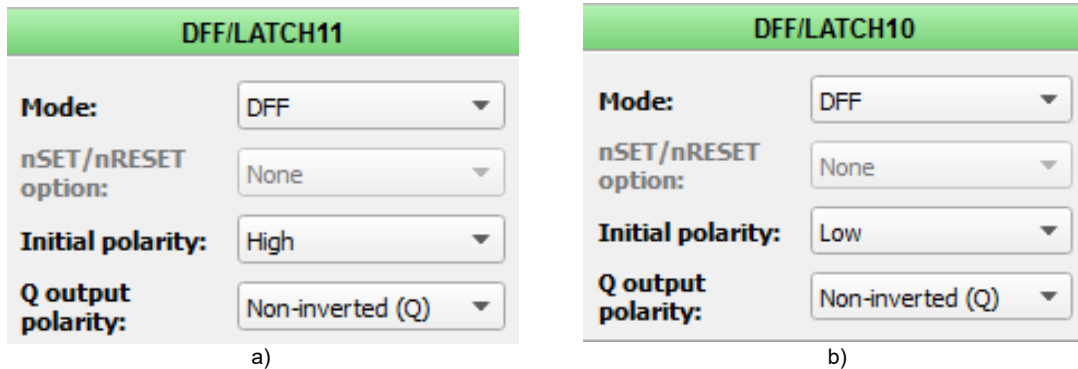 DFF/LATCH11
Mode:
DFF
nSET/nRESET
option:
None
Initial polarity:
High
Q output
polarity:
Non-inverted (Q)
a)
DFF/LATCH10
Mode:
DFF
nSET/nRESET
option:
None
Initial polarity:
Low
Q output
polarity:
Non-inverted (Q)
b)